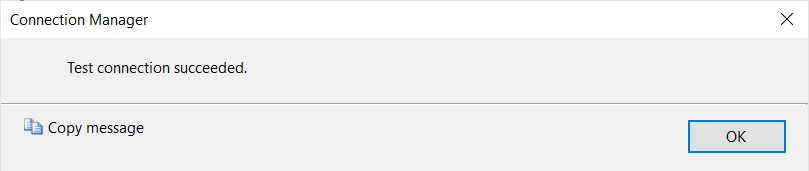 Connection Manager
Test connection succeeded.
Copy message
OK